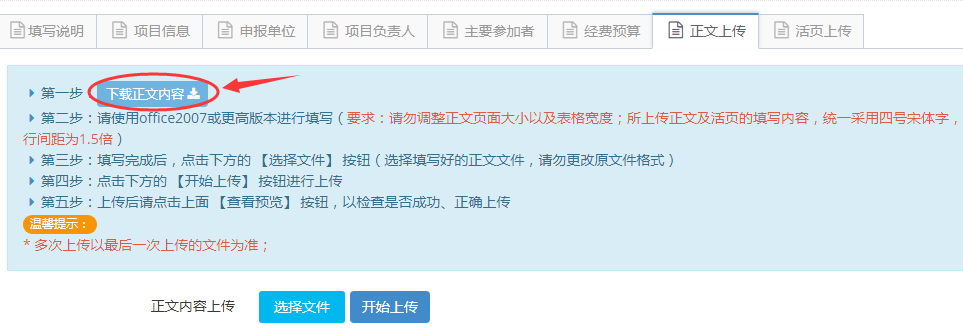 填写说明 项目信息 申报单位 项目负责人 主要参加者 经费预算 正文上传 活页上传
第一步 下载正文内容
第二步：请使用office2007或更高版本进行填写（要求：请勿调整正文页面大小以及表格宽度；所上传正文及活页的填写内容，统一采用四号宋体字，
行间距为1.5倍）
第三步：填写完成后，点击下方的 【选择文件】 按钮（选择填写好的正文文件，请勿更改原文件格式）
第四步：点击下方的 【开始上传】 按钮进行上传
第五步：上传后请点击上面 【查看预览】 按钮，以检查是否成功、正确上传
温馨提示：
* 多次上传以最后一次上传的文件为准；
正文内容上传 选择文件 开始上传